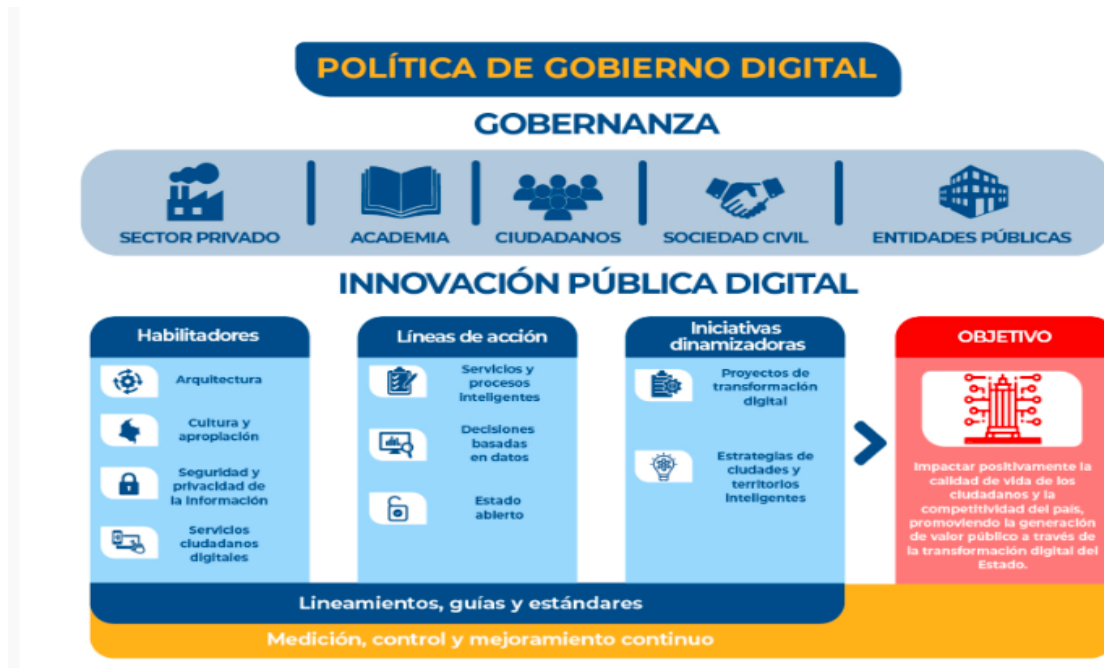 POLÍTICA DE GOBIERNO DIGITAL
GOBERNANZA
SECTOR PRIVADO
ACADEMIA
CIUDADANOS
SOCIEDAD CIVIL
ENTIDADES PÚBLICAS
INNOVACIÓN PÚBLICA DIGITAL
Habilitadores
Arquitectura
Cultura y
apropiación
Seguridad y
privacidad de
la información
Servicios
ciudadanos
digitales
Líneas de acción
Servicios y
procesos
inteligentes
Decisiones
basadas
en datos
Estado
abierto
Iniciativas
dinamizadoras
Proyectos de
transformación
digital
Estrategias de
ciudades y
territorios
inteligentes
OBJETIVO
Impactar positivamente la
calidad de vida de los
ciudadanos y la
competitividad del país,
promoviendo la generación
de valor público a través de
la transformación digital del
Estado.
Lineamientos, guías y estándares
Medición, control y mejoramiento continuo